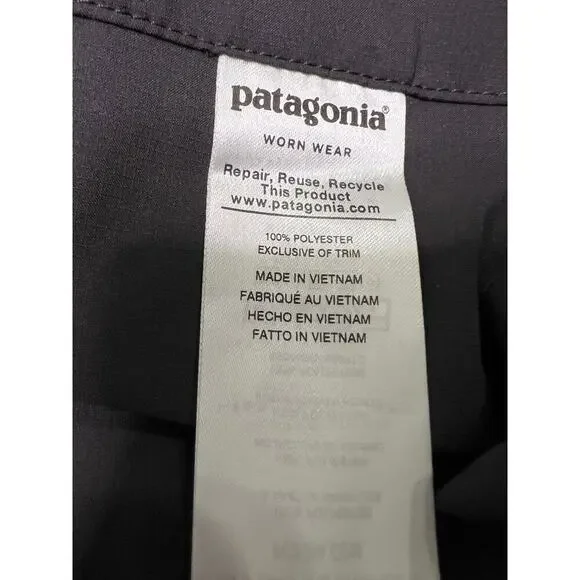 patagonia®
WORN WEAR
Repair, Reuse, Recycle
This Product
www.patagonia.com
100% POLYESTER
EXCLUSIVE OF TRIM
MADE IN VIETNAM
FABRIQUÉ AU VIETNAM
HECHO EN VIETNAM
FATTO IN VIETNAM